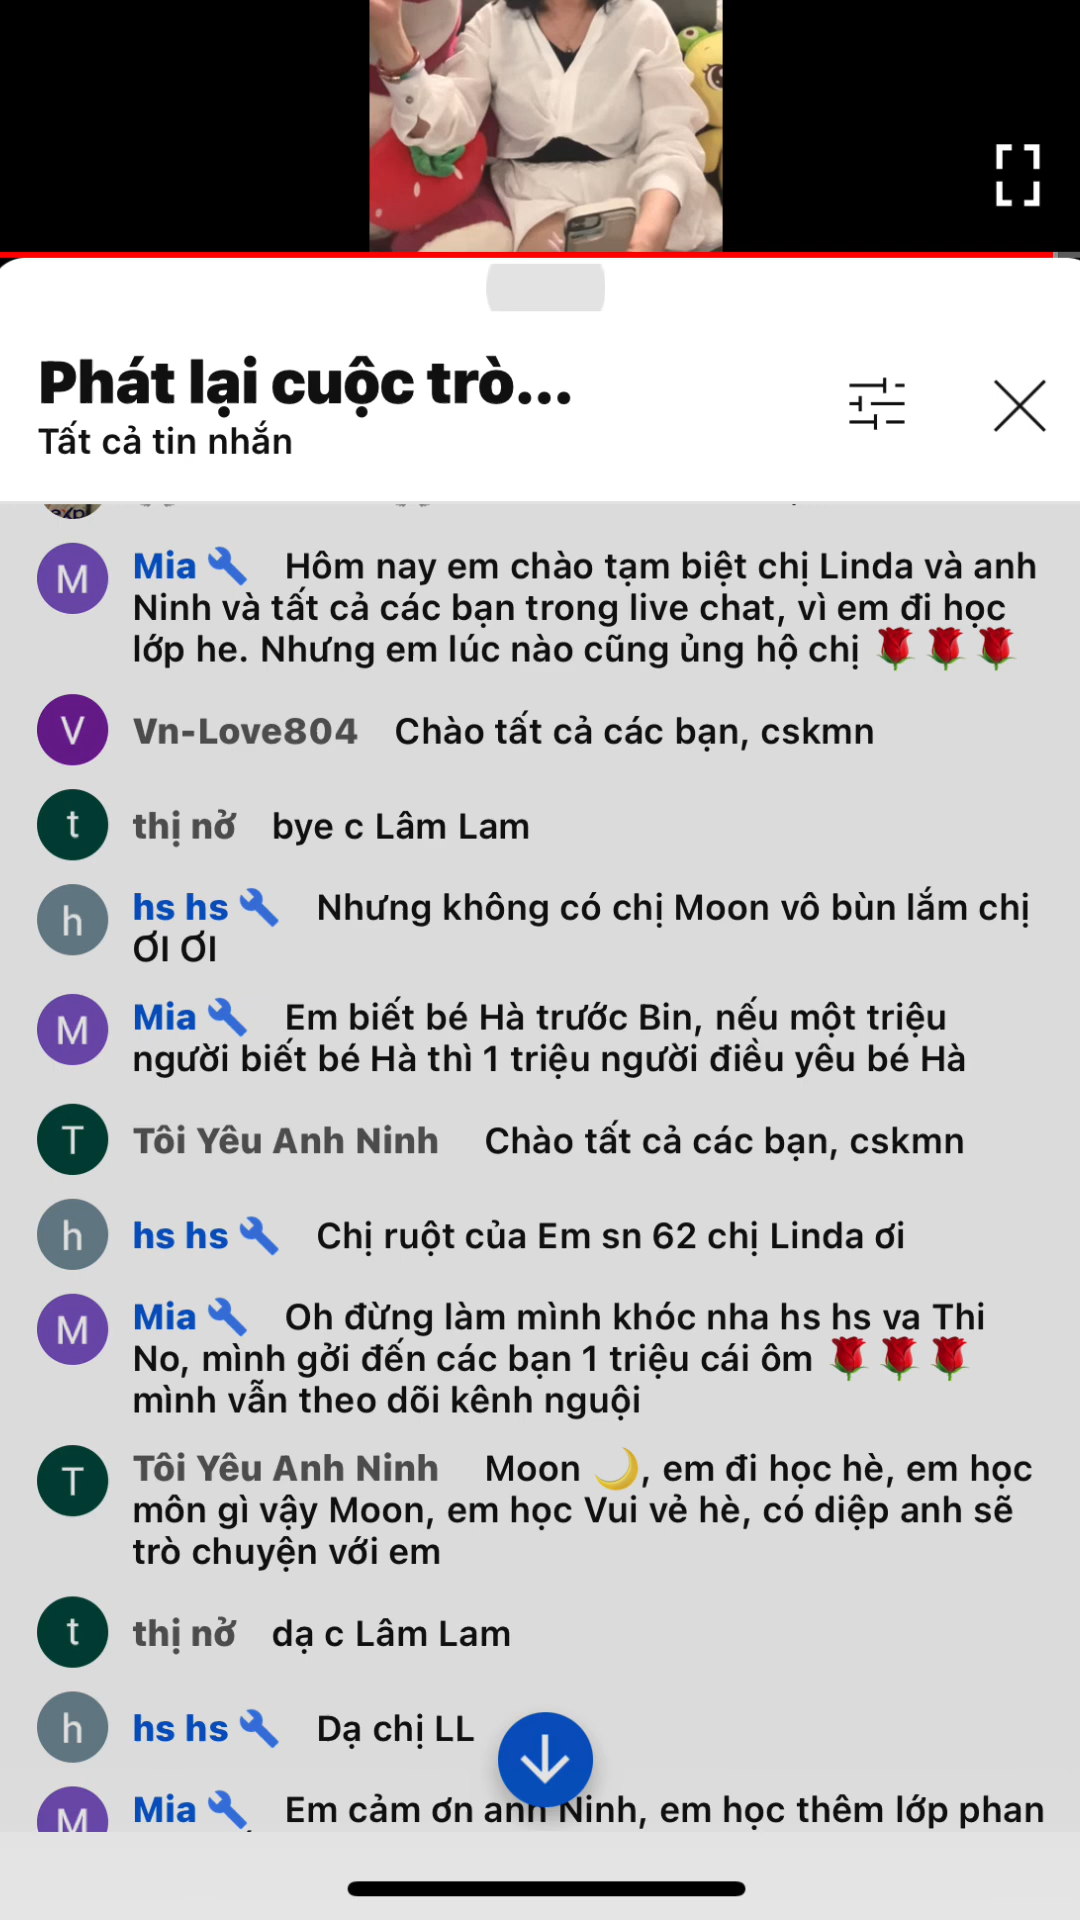 Phát lại cuộc trò...
Tất cả tin nhắn
M Mia Hôm nay em chào tạm biệt chị Linda và anh
Ninh và tất cả các bạn trong live chat, vì em đi học
lớp he. Nhưng em lúc nào cũng ủng hộ chị 🌹🌹🌹
V Vn-Love804 Chào tất cả các bạn, cskmn
t thị nở bye c Lâm Lam
h hs hs Nhưng không có chị Moon vô bùn lắm chị
ƠI ƠI
M Mia Em biết bé Hà trước Bin, nếu một triệu
người biết bé Hà thì 1 triệu người điều yêu bé Hà
T Tôi Yêu Anh Ninh Chào tất cả các bạn, cskmn
h hs hs Chị ruột của Em sn 62 chị Linda ơi
M Mia Oh đừng làm mình khóc nha hs hs va Thi
No, mình gởi đến các bạn 1 triệu cái ôm 🌹🌹🌹
mình vẫn theo dõi kênh nguội
T Tôi Yêu Anh Ninh Moon 🌙, em đi học hè, em học
môn gì vậy Moon, em học Vui vẻ hè, có diệp anh sẽ
trò chuyện với em
t thị nở dạ c Lâm Lam
h hs hs Dạ chị LL
M Mia Em cảm ơn anh Ninh, em học thêm lớp phan